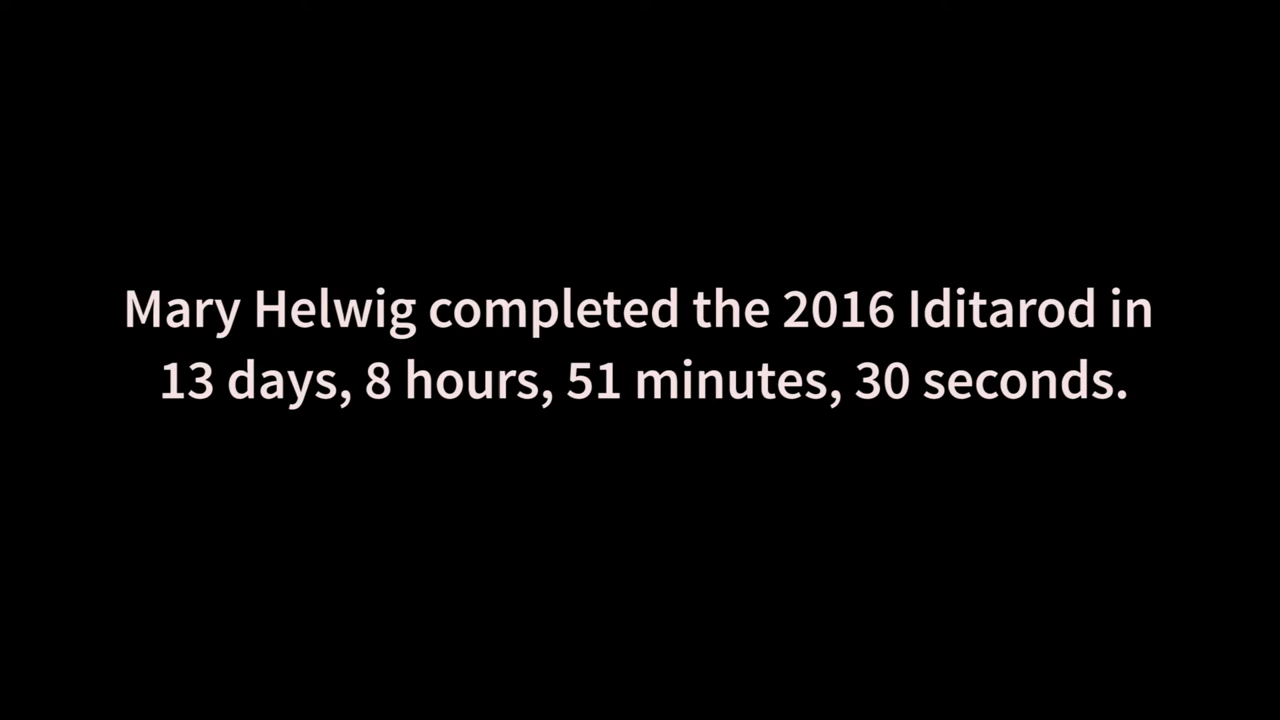 Mary Helwig completed the 2016 Iditarod in
13 days, 8 hours, 51 minutes, 30 seconds.